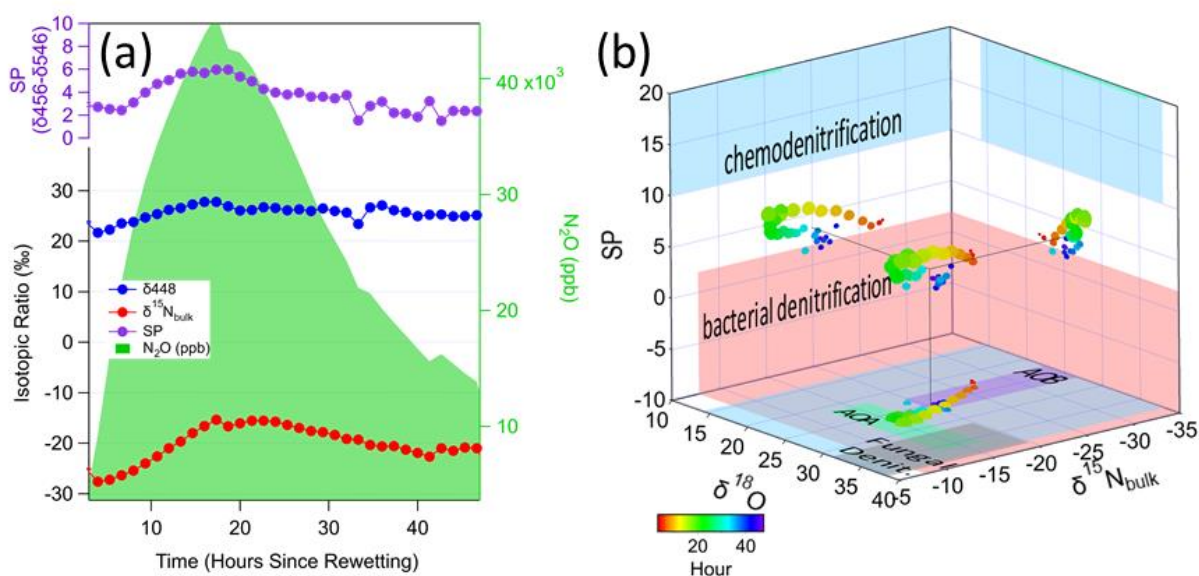 (a)
SP
(δ456-δ546)
10
8
6
4
2
0
40 x10³
30
20
10
N₂O (ppb)
Isotopic Ratio (‰)
30
20
10
0
-10
-20
-30
δ448
δ¹⁵Nbulk
SP
N₂O (ppb)
10
20
30
40
Time (Hours Since Rewetting)
(b)
SP
20
15
10
5
0
-5
-10
chemodenitrification
bacterial denitrification
AOB
AOA
Fungal
Denit.
10
15
20
25
30
35
40
δ ¹⁸O
-5
-10
-15
-20
-25
-30
-35
δ¹⁵Nbulk
20
40
Hour